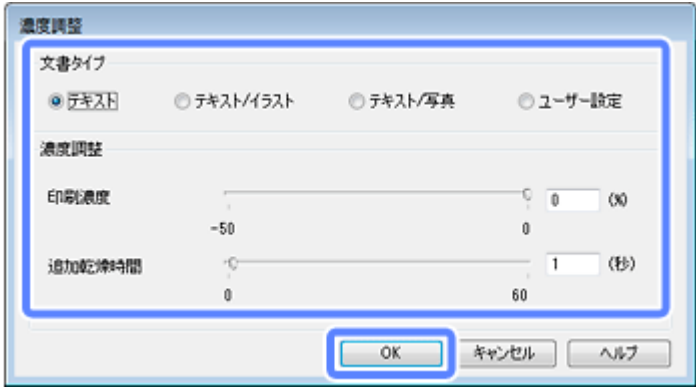 濃度調整
文書タイプ
テキスト テキスト/イラスト テキスト/写真 ユーザー設定
濃度調整
印刷濃度 0 (%)
-50 0
追加乾燥時間 1 (秒)
0 60
OK キャンセル ヘルプ